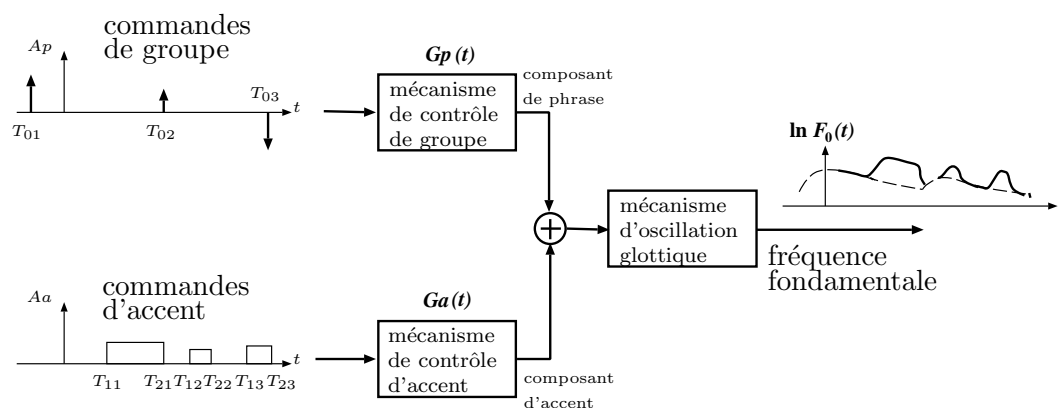 commandes
de groupe
Ap
T03
t
T01
T02
Gp(t)
mécanisme
de contrôle
de groupe
composant
de phrase
ln F0(t)
mécanisme
d'oscillation
glottique
fréquence
fondamentale
commandes
d'accent
Aa
t
T11
T21
T12
T22
T13
T23
Ga(t)
mécanisme
de contrôle
d'accent
composant
d'accent